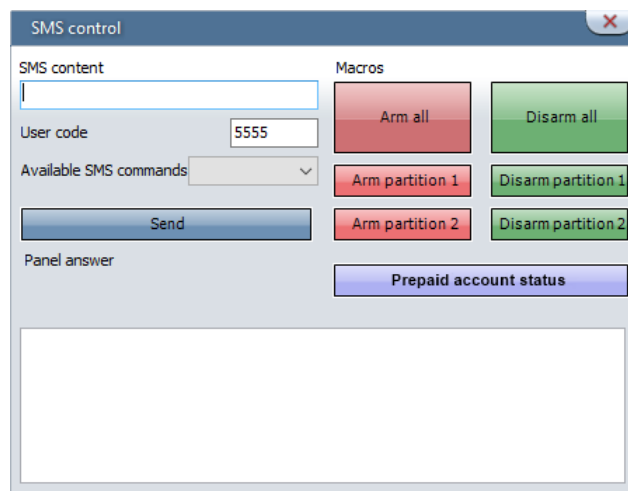 SMS control
SMS content
User code
5555
Available SMS commands
Send
Panel answer
Macros
Arm all
Disarm all
Arm partition 1
Disarm partition 1
Arm partition 2
Disarm partition 2
Prepaid account status